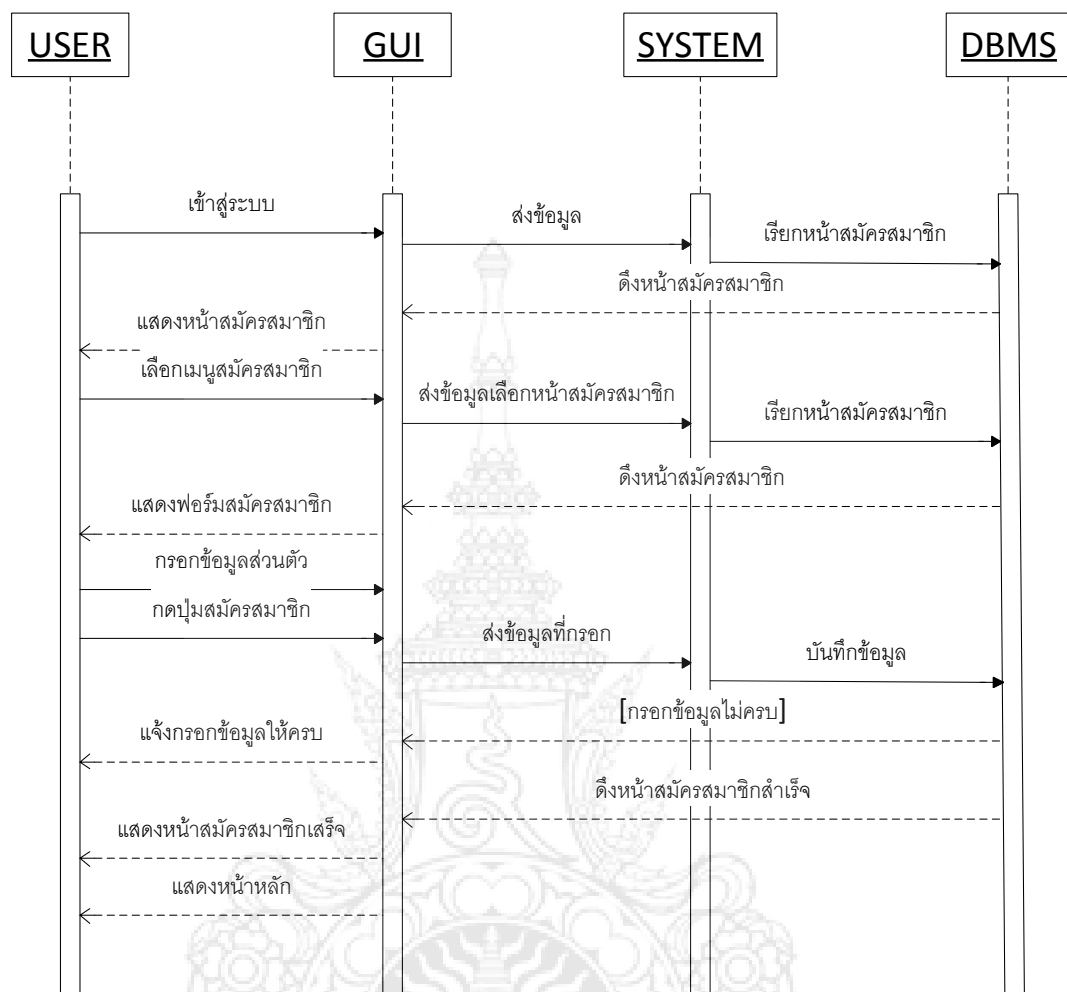 USER
GUI
SYSTEM
DBMS
เข้าสู่ระบบ
ส่งข้อมูล
เรียกหน้าสมัครสมาชิก
ดึงหน้าสมัครสมาชิก
แสดงหน้าสมัครสมาชิก
เลือกเมนูสมัครสมาชิก
ส่งข้อมูลเลือกหน้าสมัครสมาชิก
เรียกหน้าสมัครสมาชิก
ดึงหน้าสมัครสมาชิก
แสดงฟอร์มสมัครสมาชิก
กรอกข้อมูลส่วนตัว
กดปุ่มสมัครสมาชิก
ส่งข้อมูลที่กรอก
บันทึกข้อมูล
[กรอกข้อมูลไม่ครบ]
แจ้งกรอกข้อมูลให้ครบ
ดึงหน้าสมัครสมาชิกสำเร็จ
แสดงหน้าสมัครสมาชิกเสร็จ
แสดงหน้าหลัก